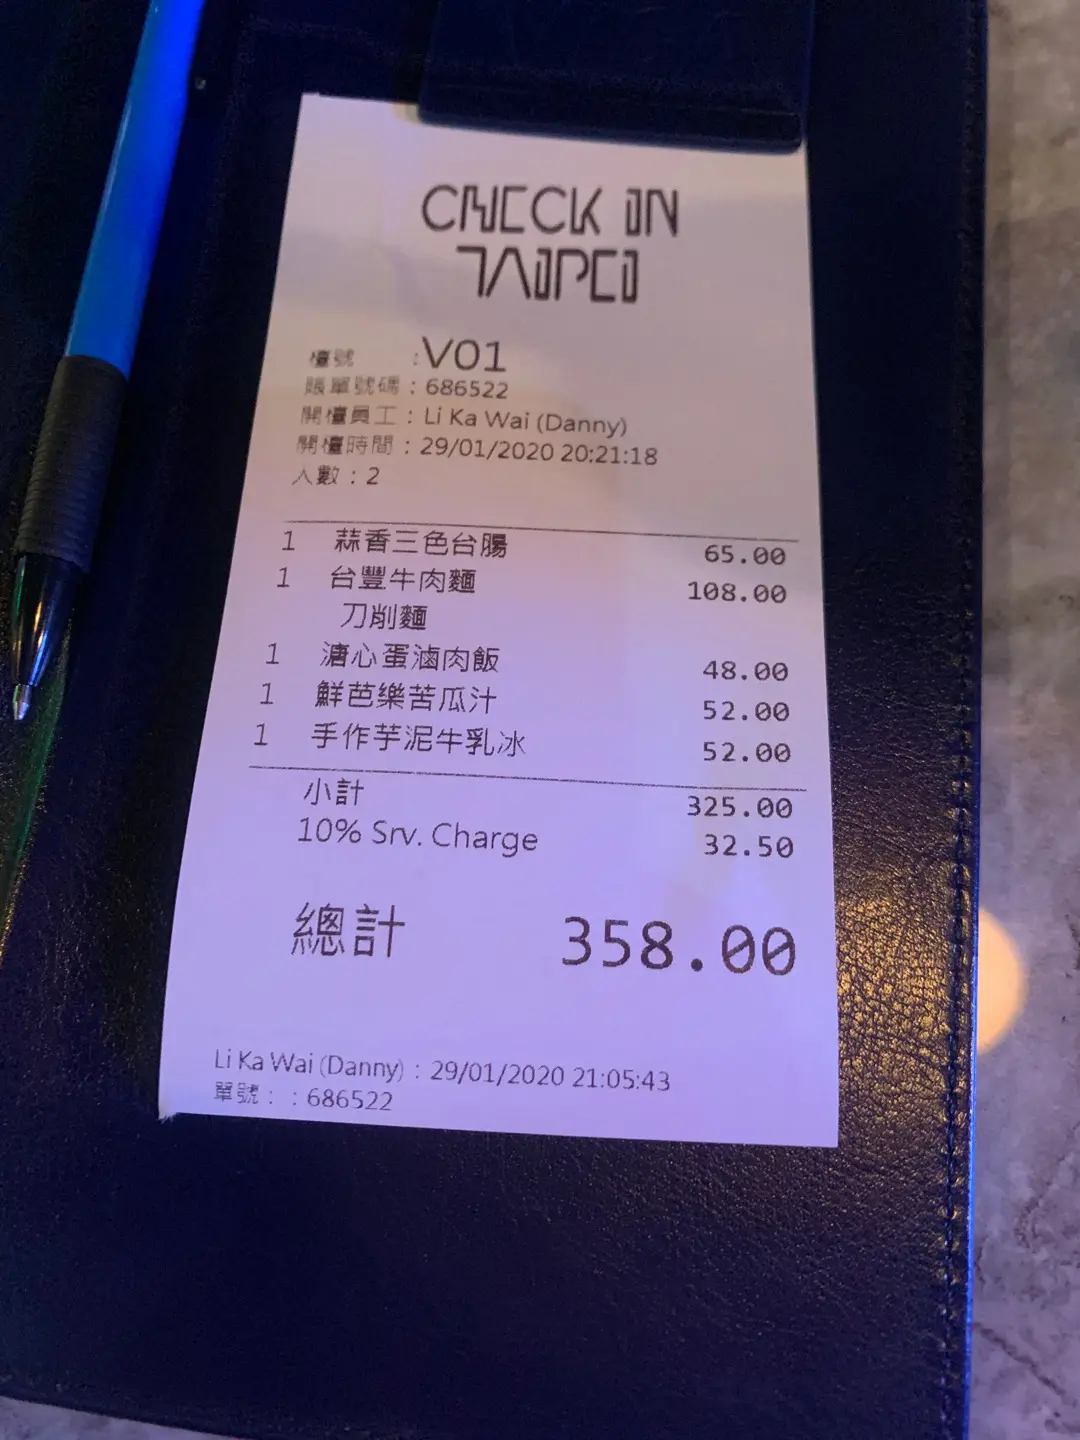 CHECK IN
TAIPEI
檯號 :V01
賬單號碼 : 686522
開檯員工 : Li Ka Wai (Danny)
開檯時間 : 29/01/2020 20:21:18
人數 : 2
1 蒜香三色台腸 65.00
1 台豐牛肉麵 108.00
刀削麵
1 溏心蛋滷肉飯 48.00
1 鮮芭樂苦瓜汁 52.00
1 手作芋泥牛乳冰 52.00
小計 325.00
10% Srv. Charge 32.50
總計 358.00
Li Ka Wai (Danny) : 29/01/2020 21:05:43
單號: : 686522